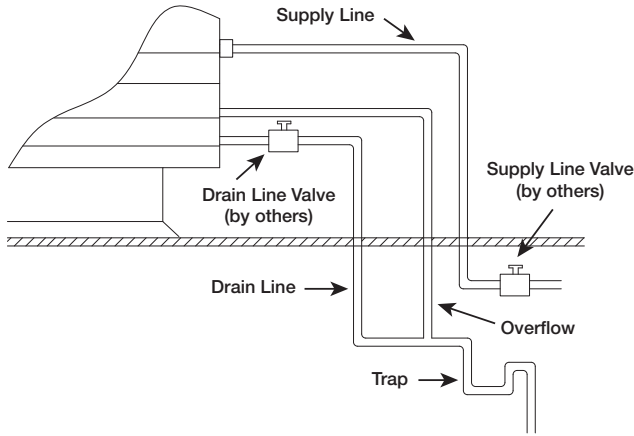 Supply Line
Supply Line Valve
(by others)
Drain Line Valve
(by others)
Drain Line
Overflow
Trap